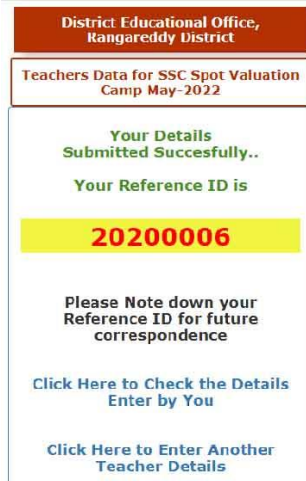 District Educational Office,
Rangareddy District
Teachers Data for SSC Spot Valuation
Camp May-2022
Your Details
Submitted Succesfully..
Your Reference ID is
20200006
Please Note down your
Reference ID for future
correspondence
Click Here to Check the Details
Enter by You
Click Here to Enter Another
Teacher Details